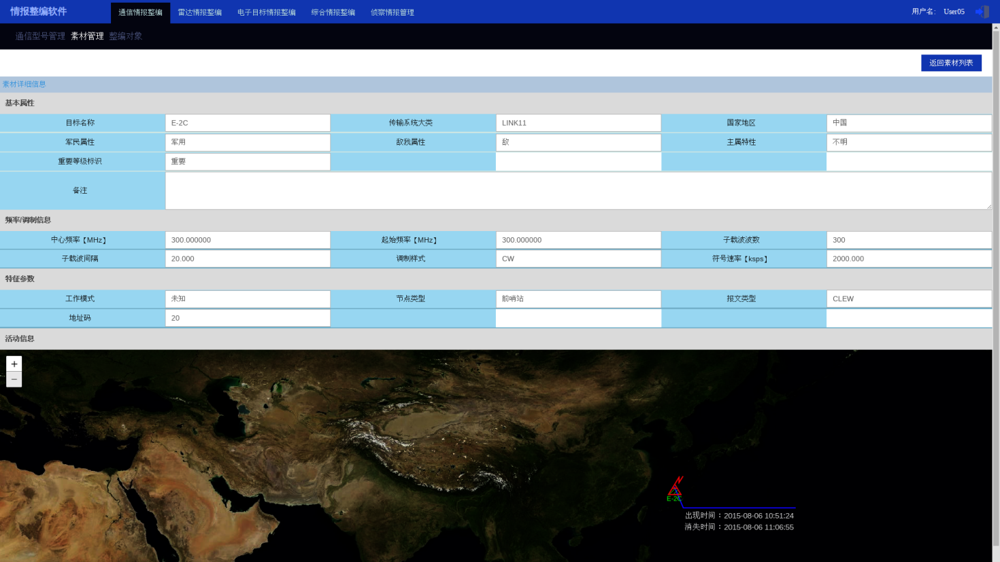 情报整编软件 通信情报整编 雷达情报整编 电子目标情报整编 综合情报整编 侦察情报管理 用户名: User05
通信型号管理 素材管理 整编对象
返回素材列表
素材详细信息
基本属性
目标名称 E-2C 传输系统大类 LINK11 国家地区 中国
军民属性 军用 敌我属性 敌 主属特性 不明
重要等级标识 重要
备注
频率/调制信息
中心频率【MHz】 300.000000 起始频率【MHz】 300.000000 子载波波数 300
子载波间隔 20.000 调制样式 CW 符号速率【ksps】 2000.000
特征参数
工作模式 未知 节点类型 前哨站 报文类型 CLEW
地址码 20
活动信息
+
−
E-2C
出现时间：2015-08-06 10:51:24
消失时间：2015-08-06 11:06:55